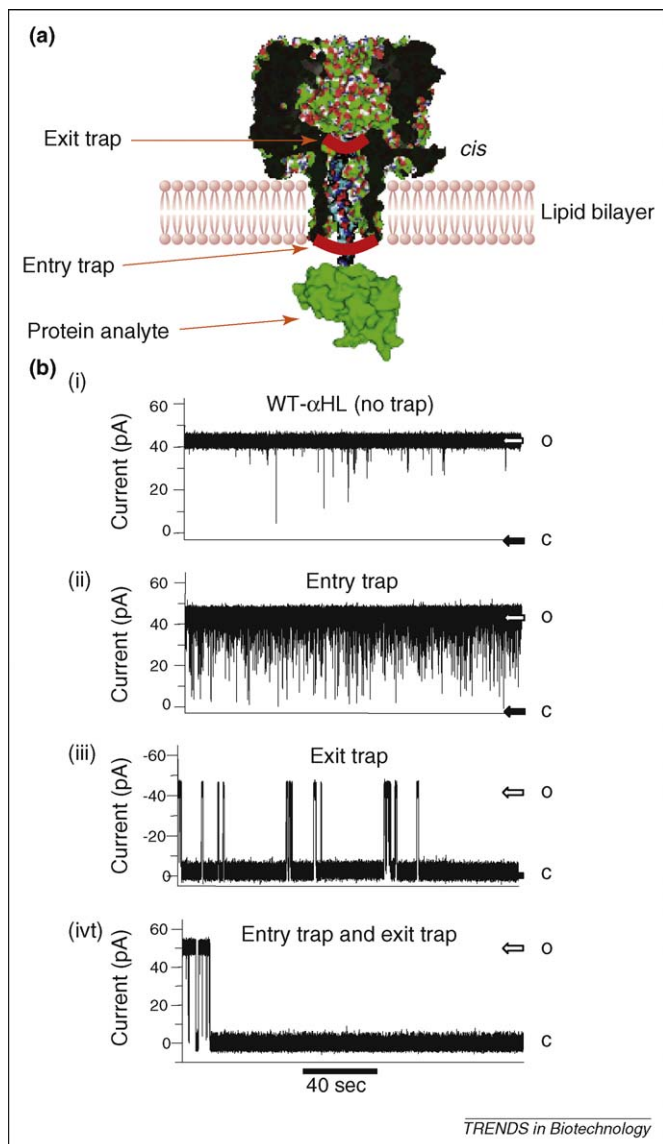 (a)
Exit trap
cis
Lipid bilayer
Entry trap
Protein analyte
(b)
(i)
WT-αHL (no trap)
Current (pA)
60
40
20
0
O
C
(ii)
Entry trap
Current (pA)
60
40
20
0
O
C
(iii)
Exit trap
Current (pA)
-60
-40
-20
0
O
C
(ivt)
Entry trap and exit trap
Current (pA)
60
50
20
0
O
C
40 sec
TRENDS in Biotechnology